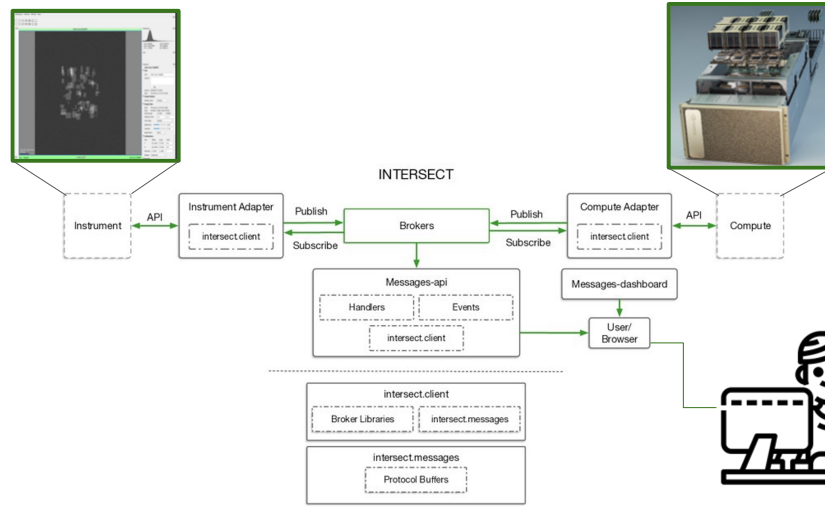 INTERSECT
Instrument
API
Instrument Adapter
intersect.client
Publish
Subscribe
Brokers
Publish
Subscribe
Compute Adapter
intersect.client
API
Compute
Messages-api
Handlers
Events
intersect.client
Messages-dashboard
User/
Browser
intersect.client
Broker Libraries
intersect.messages
intersect.messages
Protocol Buffers